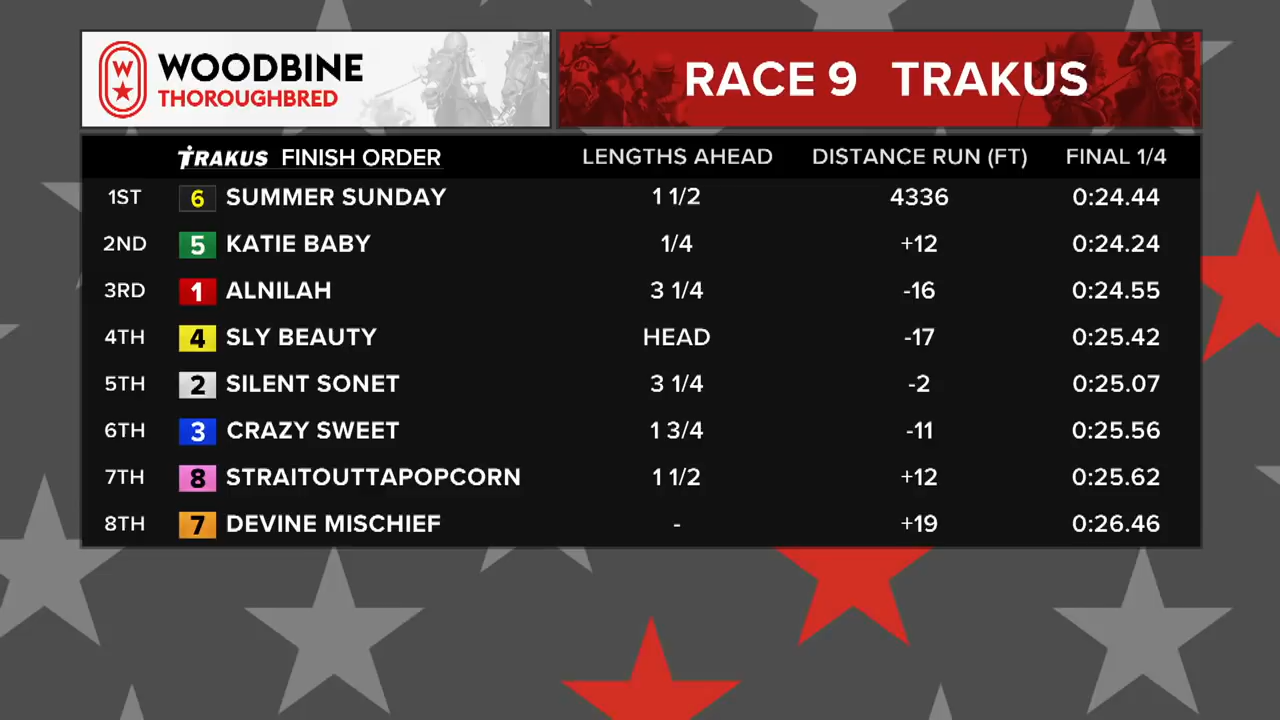 W
WOODBINE
THOROUGHBRED
RACE 9 TRAKUS
TRAKUS FINISH ORDER LENGTHS AHEAD DISTANCE RUN (FT) FINAL 1/4
1ST 6 SUMMER SUNDAY 1 1/2 4336 0:24.44
2ND 5 KATIE BABY 1/4 +12 0:24.24
3RD 1 ALNILAH 3 1/4 -16 0:24.55
4TH 4 SLY BEAUTY HEAD -17 0:25.42
5TH 2 SILENT SONET 3 1/4 -2 0:25.07
6TH 3 CRAZY SWEET 1 3/4 -11 0:25.56
7TH 8 STRAITOUTTAPOPCORN 1 1/2 +12 0:25.62
8TH 7 DEVINE MISCHIEF - +19 0:26.46